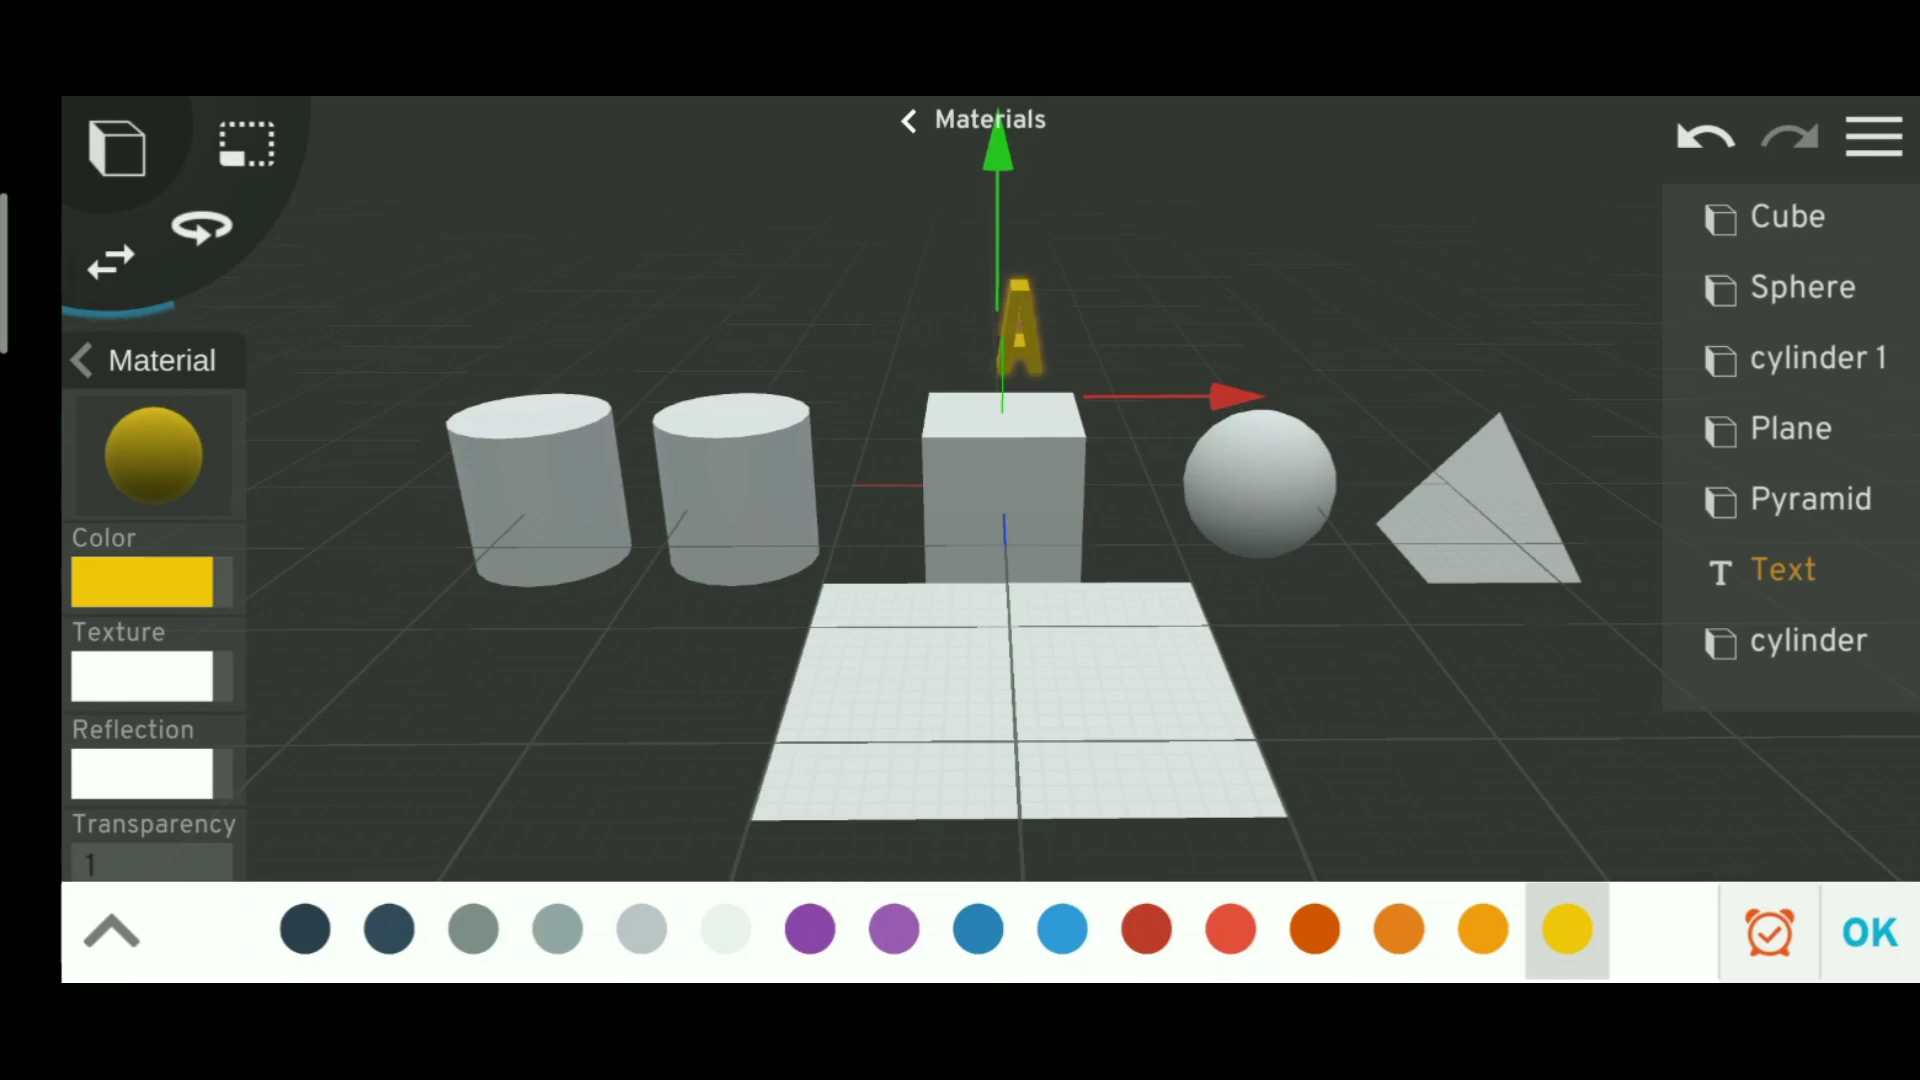 Materials
Material
Color
Texture
Reflection
Transparency
1
A
Cube
Sphere
cylinder 1
Plane
Pyramid
T Text
cylinder
OK